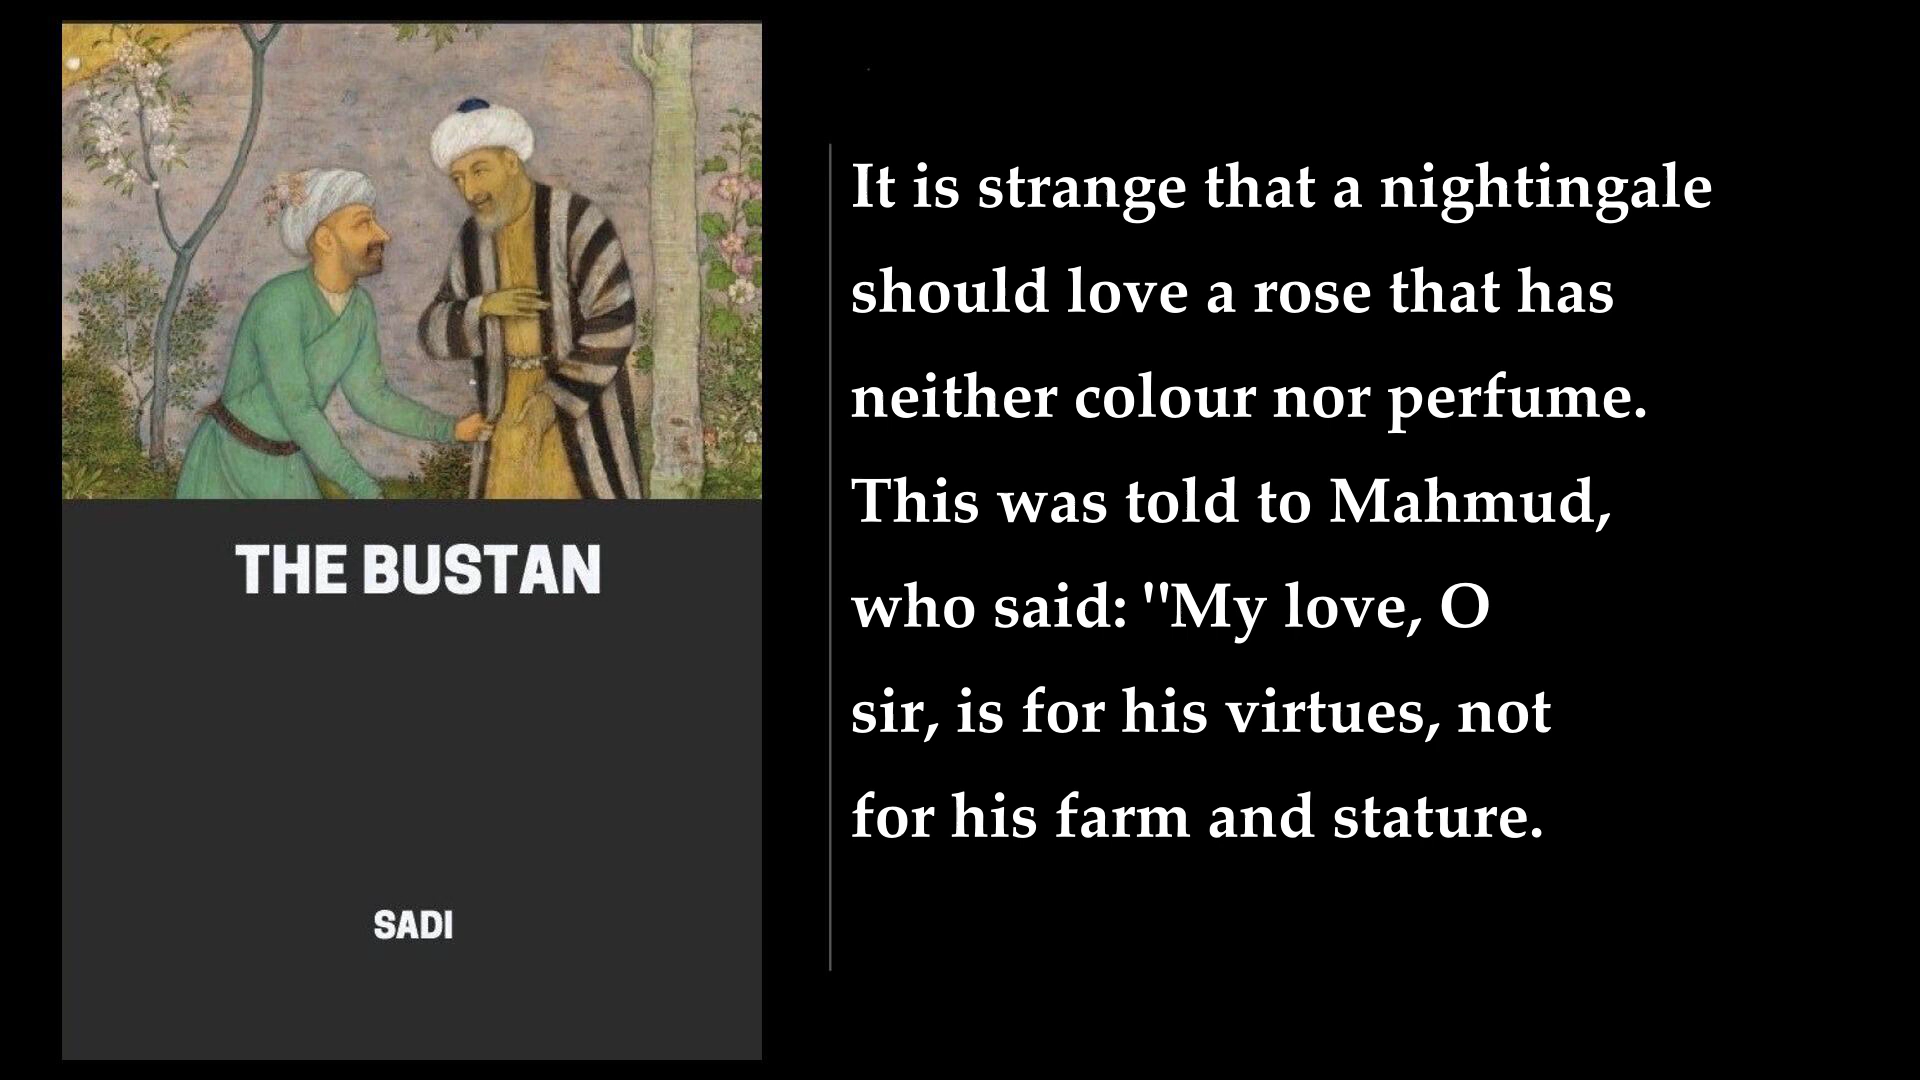 THE BUSTAN
SADI
It is strange that a nightingale
should love a rose that has
neither colour nor perfume.
This was told to Mahmud,
who said: "My love, O
sir, is for his virtues, not
for his farm and stature.